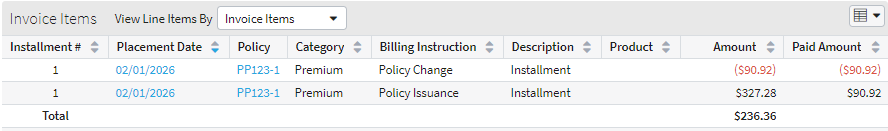 Invoice Items View Line Items By Invoice Items
Installment # Placement Date Policy Category Billing Instruction Description Product Amount Paid Amount
1 02/01/2026 PP123-1 Premium Policy Change Installment ($90.92) ($90.92)
1 02/01/2026 PP123-1 Premium Policy Issuance Installment $327.28 $90.92
Total $236.36